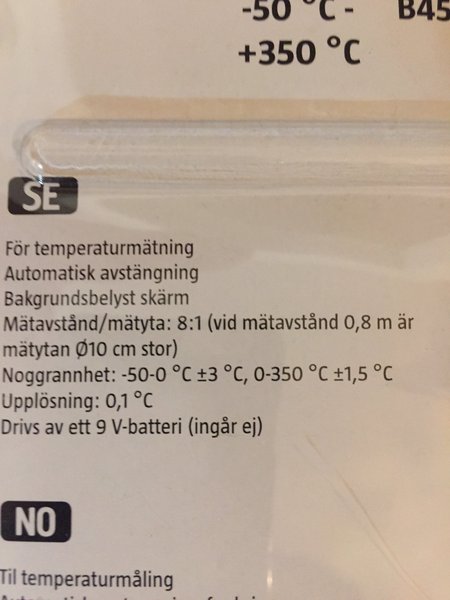 -50 °C -
+350 °C
B45
SE
För temperaturmätning
Automatisk avstängning
Bakgrundsbelyst skärm
Mätavstånd/mätyta: 8:1 (vid mätavstånd 0,8 m är
mätytan Ø10 cm stor)
Noggrannhet: -50-0 °C ±3 °C, 0-350 °C ±1,5 °C
Upplösning: 0,1 °C
Drivs av ett 9 V-batteri (ingår ej)
NO
Til temperaturmåling